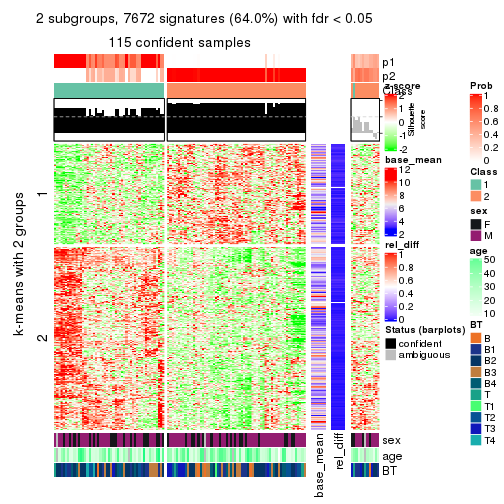 2 subgroups, 7672 signatures (64.0%) with fdr < 0.05
115 confident samples
p1
p2
Class
Silhouette
score
z-score
2
1
0
-1
-2
base_mean
12
10
8
6
4
2
rel_diff
1
0.8
0.6
0.4
0.2
0
Status (barplots)
confident
ambiguous
Prob
1
0.8
0.6
0.4
0.2
0
Class
1
2
sex
F
M
age
50
40
30
20
10
BT
B
B1
B2
B3
B4
T
T1
T2
T3
T4
k-means with 2 groups
1
2
sex
age
BT
base_mean
rel_diff